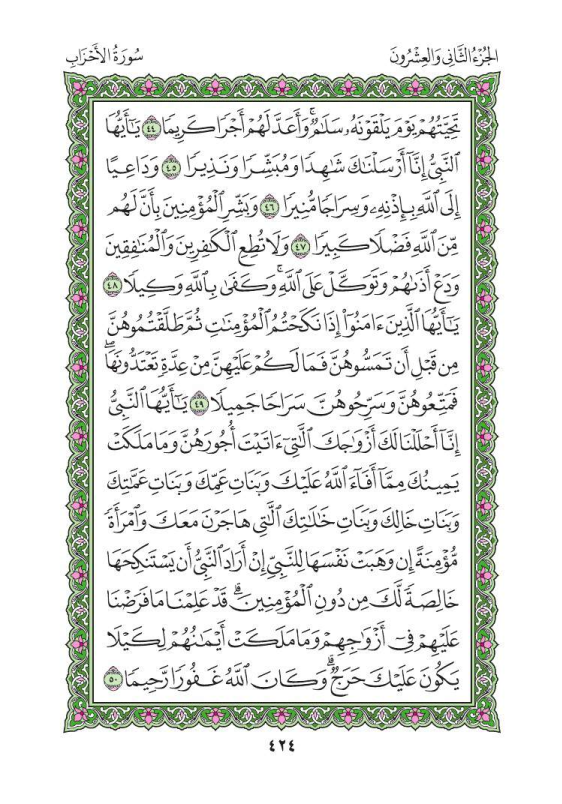 الجُزْءُ الثَّانِي وَالعِشْرُونَ
سُورَةُ الأَحْزَابِ
تَحِيَّتُهُمْ يَوْمَ يَلْقَوْنَهُۥ سَلَٰمٌۚ وَأَعَدَّ لَهُمْ أَجْرًا كَرِيمًا ٤٤ يَٰٓأَيُّهَا
ٱلنَّبِيُّ إِنَّآ أَرْسَلْنَٰكَ شَٰهِدًا وَمُبَشِّرًا وَنَذِيرًا ٤٥ وَدَاعِيًا
إِلَى ٱللَّهِ بِإِذْنِهِۦ وَسِرَاجًا مُّنِيرًا ٤٦ وَبَشِّرِ ٱلْمُؤْمِنِينَ بِأَنَّ لَهُم
مِّنَ ٱللَّهِ فَضْلًا كَبِيرًا ٤٧ وَلَا تُطِعِ ٱلْكَٰفِرِينَ وَٱلْمُنَٰفِقِينَ
وَدَعْ أَذَىٰهُمْ وَتَوَكَّلْ عَلَى ٱللَّهِۚ وَكَفَىٰ بِٱللَّهِ وَكِيلًا ٤٨
يَٰٓأَيُّهَا ٱلَّذِينَ ءَامَنُوٓا۟ إِذَا نَكَحْتُمُ ٱلْمُؤْمِنَٰتِ ثُمَّ طَلَّقْتُمُوهُنَّ
مِن قَبْلِ أَن تَمَسُّوهُنَّ فَمَا لَكُمْ عَلَيْهِنَّ مِنْ عِدَّةٍ تَعْتَدُّونَهَاۖ
فَمَتِّعُوهُنَّ وَسَرِّحُوهُنَّ سَرَاحًا جَمِيلًا ٤٩ يَٰٓأَيُّهَا ٱلنَّبِيُّ
إِنَّآ أَحْلَلْنَا لَكَ أَزْوَٰجَكَ ٱلَّٰتِيٓ ءَاتَيْتَ أُجُورَهُنَّ وَمَا مَلَكَتْ
يَمِينُكَ مِمَّآ أَفَآءَ ٱللَّهُ عَلَيْكَ وَبَنَاتِ عَمِّكَ وَبَنَاتِ عَمَّٰتِكَ
وَبَنَاتِ خَالِكَ وَبَنَاتِ خَٰلَٰتِكَ ٱلَّٰتِي هَاجَرْنَ مَعَكَ وَٱمْرَأَةً
مُّؤْمِنَةً إِن وَهَبَتْ نَفْسَهَا لِلنَّبِيِّ إِنْ أَرَادَ ٱلنَّبِيُّ أَن يَسْتَنكِحَهَا
خَالِصَةً لَّكَ مِن دُونِ ٱلْمُؤْمِنِينَۗ قَدْ عَلِمْنَا مَا فَرَضْنَا
عَلَيْهِمْ فِيٓ أَزْوَٰجِهِمْ وَمَا مَلَكَتْ أَيْمَٰنُهُمْ لِكَيْلَا
يَكُونَ عَلَيْكَ حَرَجٌۗ وَكَانَ ٱللَّهُ غَفُورًا رَّحِيمًا ٥٠
٤٢٤